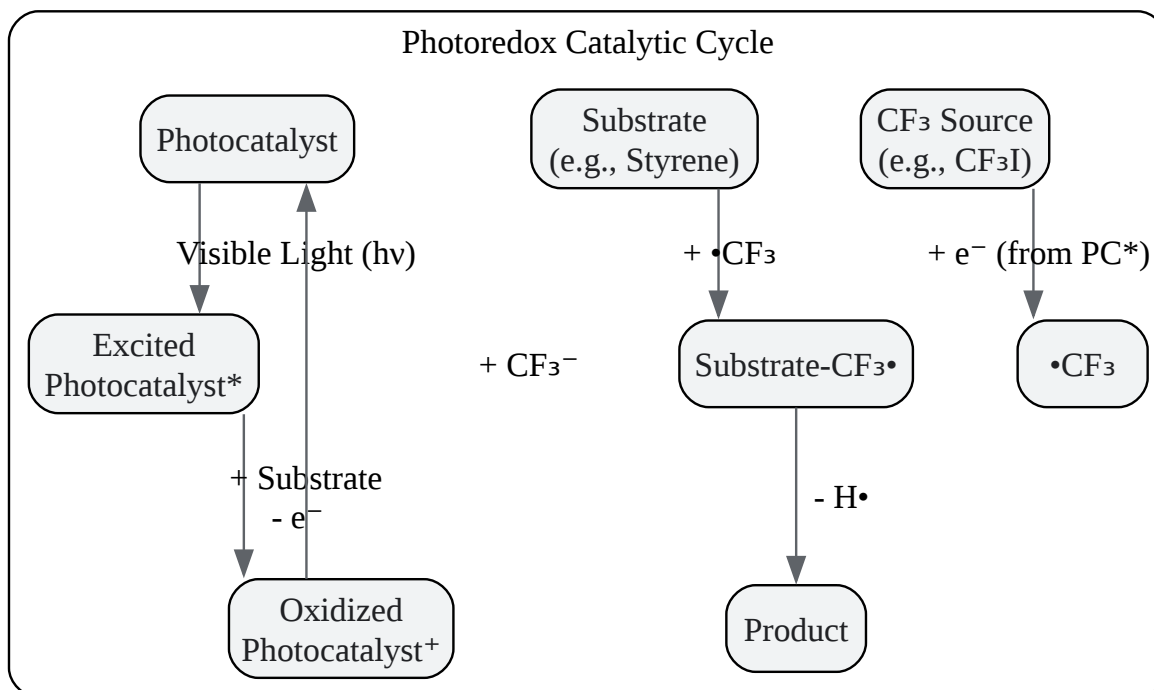 Photoredox Catalytic Cycle
Photocatalyst
Substrate
(e.g., Styrene)
CF₃ Source
(e.g., CF₃I)
Visible Light (hν)
+ •CF₃
+ e⁻ (from PC*)
Excited
Photocatalyst*
+ CF₃⁻
Substrate-CF₃•
•CF₃
+ Substrate
- e⁻
- H•
Oxidized
Photocatalyst⁺
Product